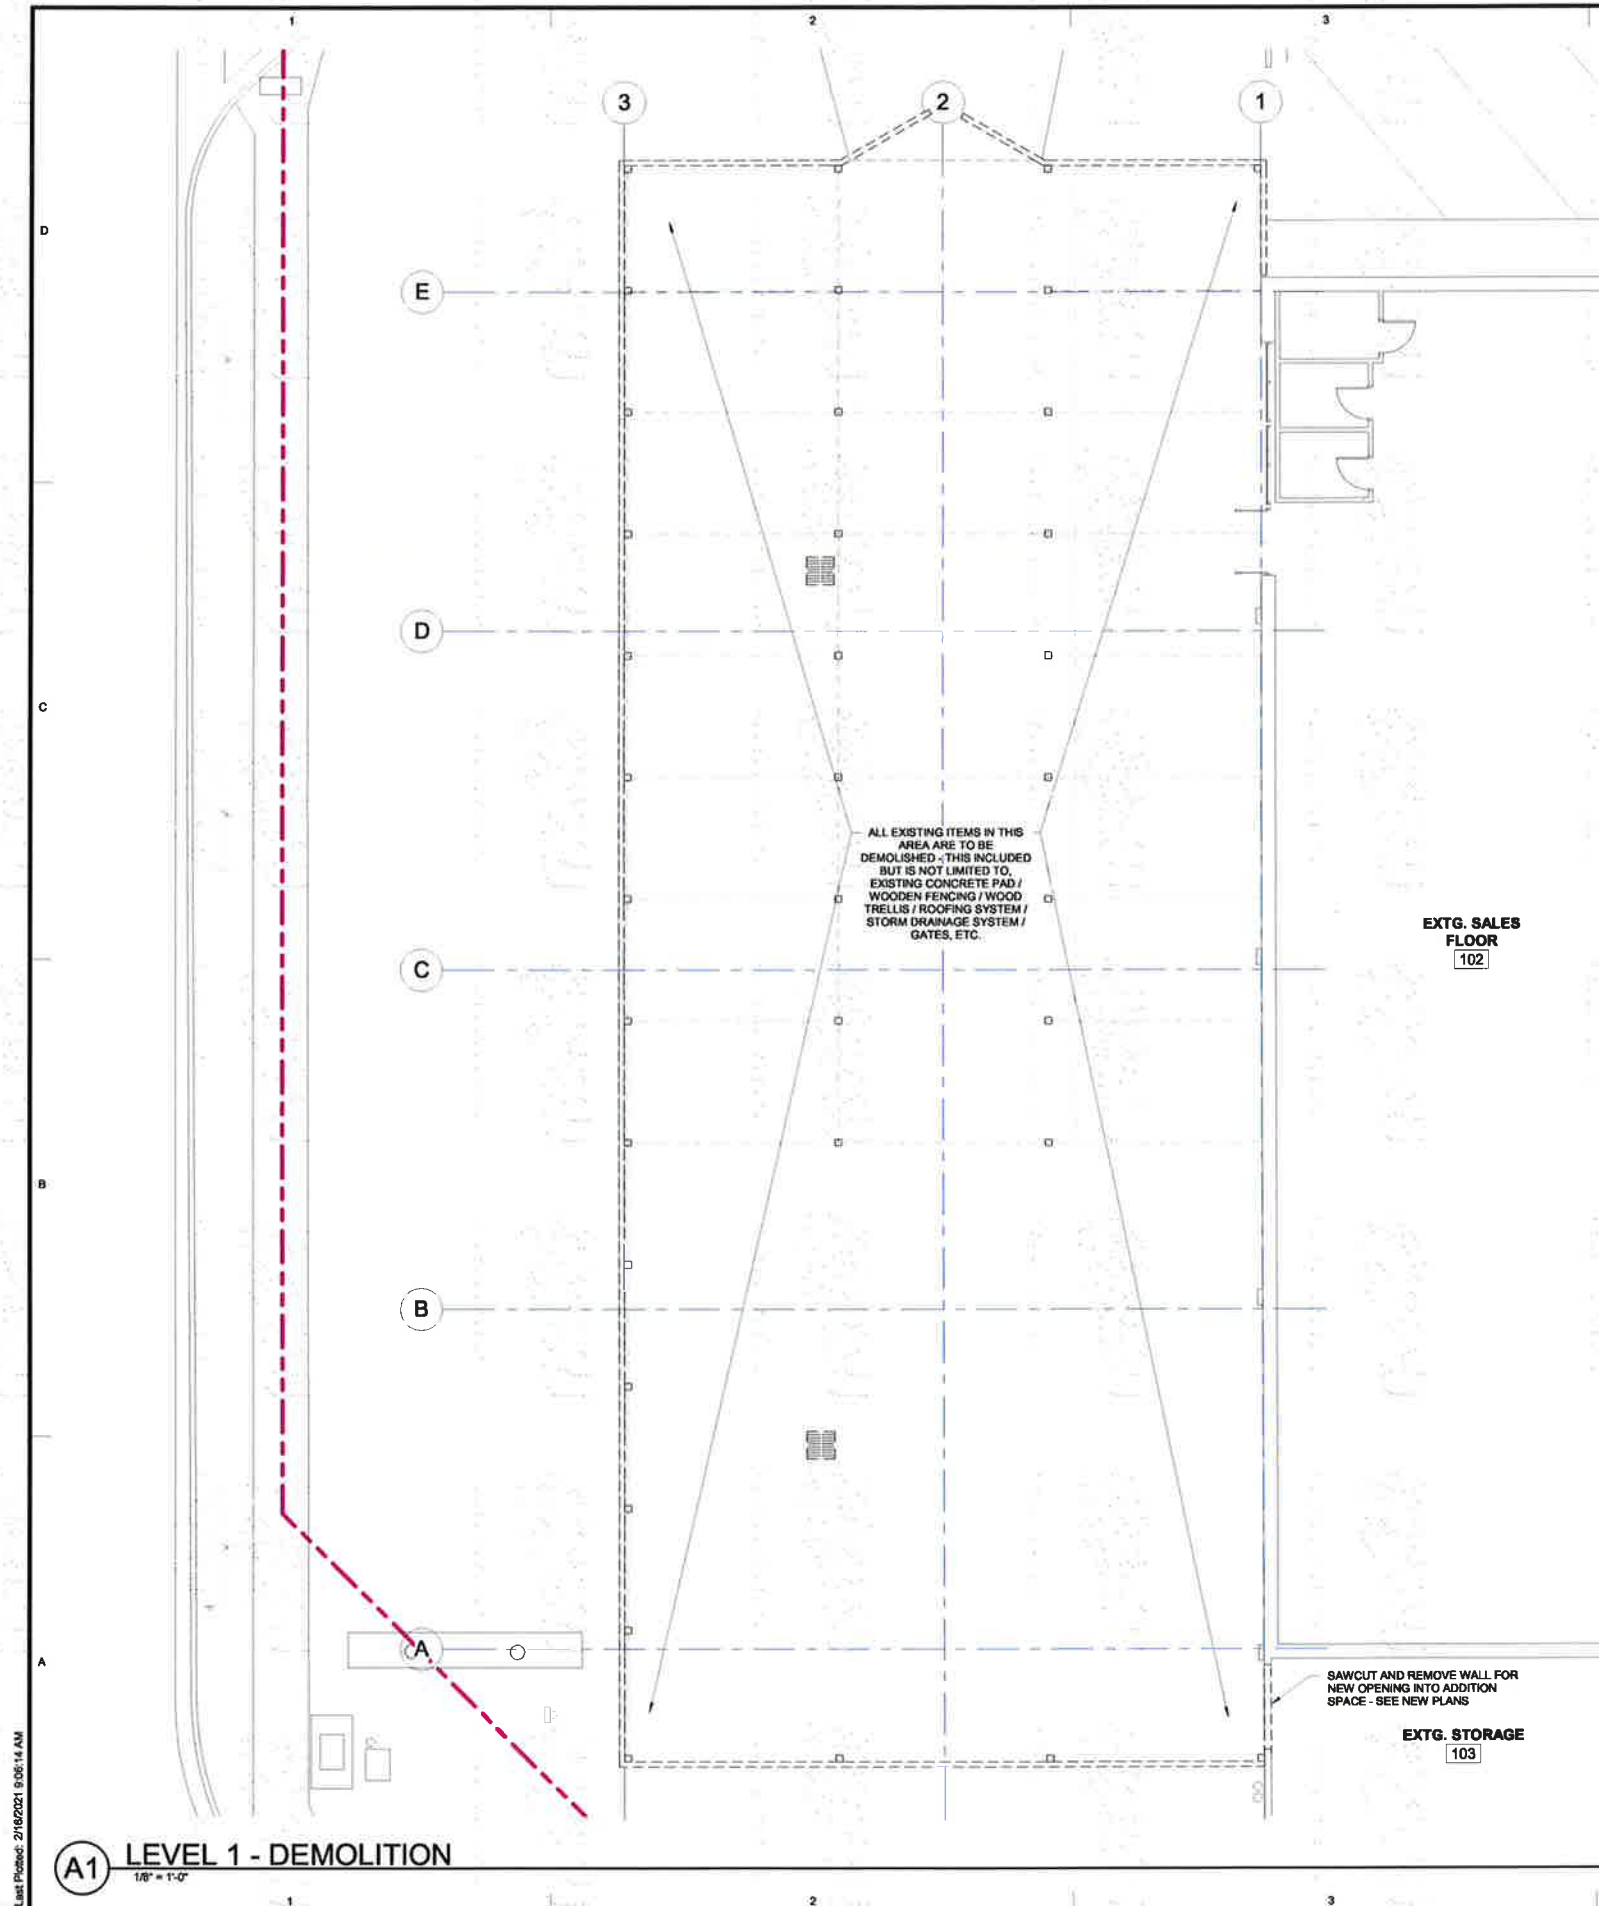 1 2 3
3 2 1
D
E
D
C
ALL EXISTING ITEMS IN THIS
AREA ARE TO BE
DEMOLISHED - THIS INCLUDED
BUT IS NOT LIMITED TO,
EXISTING CONCRETE PAD /
WOODEN FENCING / WOOD
TRELLIS / ROOFING SYSTEM /
STORM DRAINAGE SYSTEM /
GATES, ETC.
EXTG. SALES
FLOOR
102
C
B
B
A
A
SAWCUT AND REMOVE WALL FOR
NEW OPENING INTO ADDITION
SPACE - SEE NEW PLANS
EXTG. STORAGE
103
Last Plotted: 2/16/2021 9:06:14 AM
A1 LEVEL 1 - DEMOLITION
1/8" = 1'-0"
1 2 3